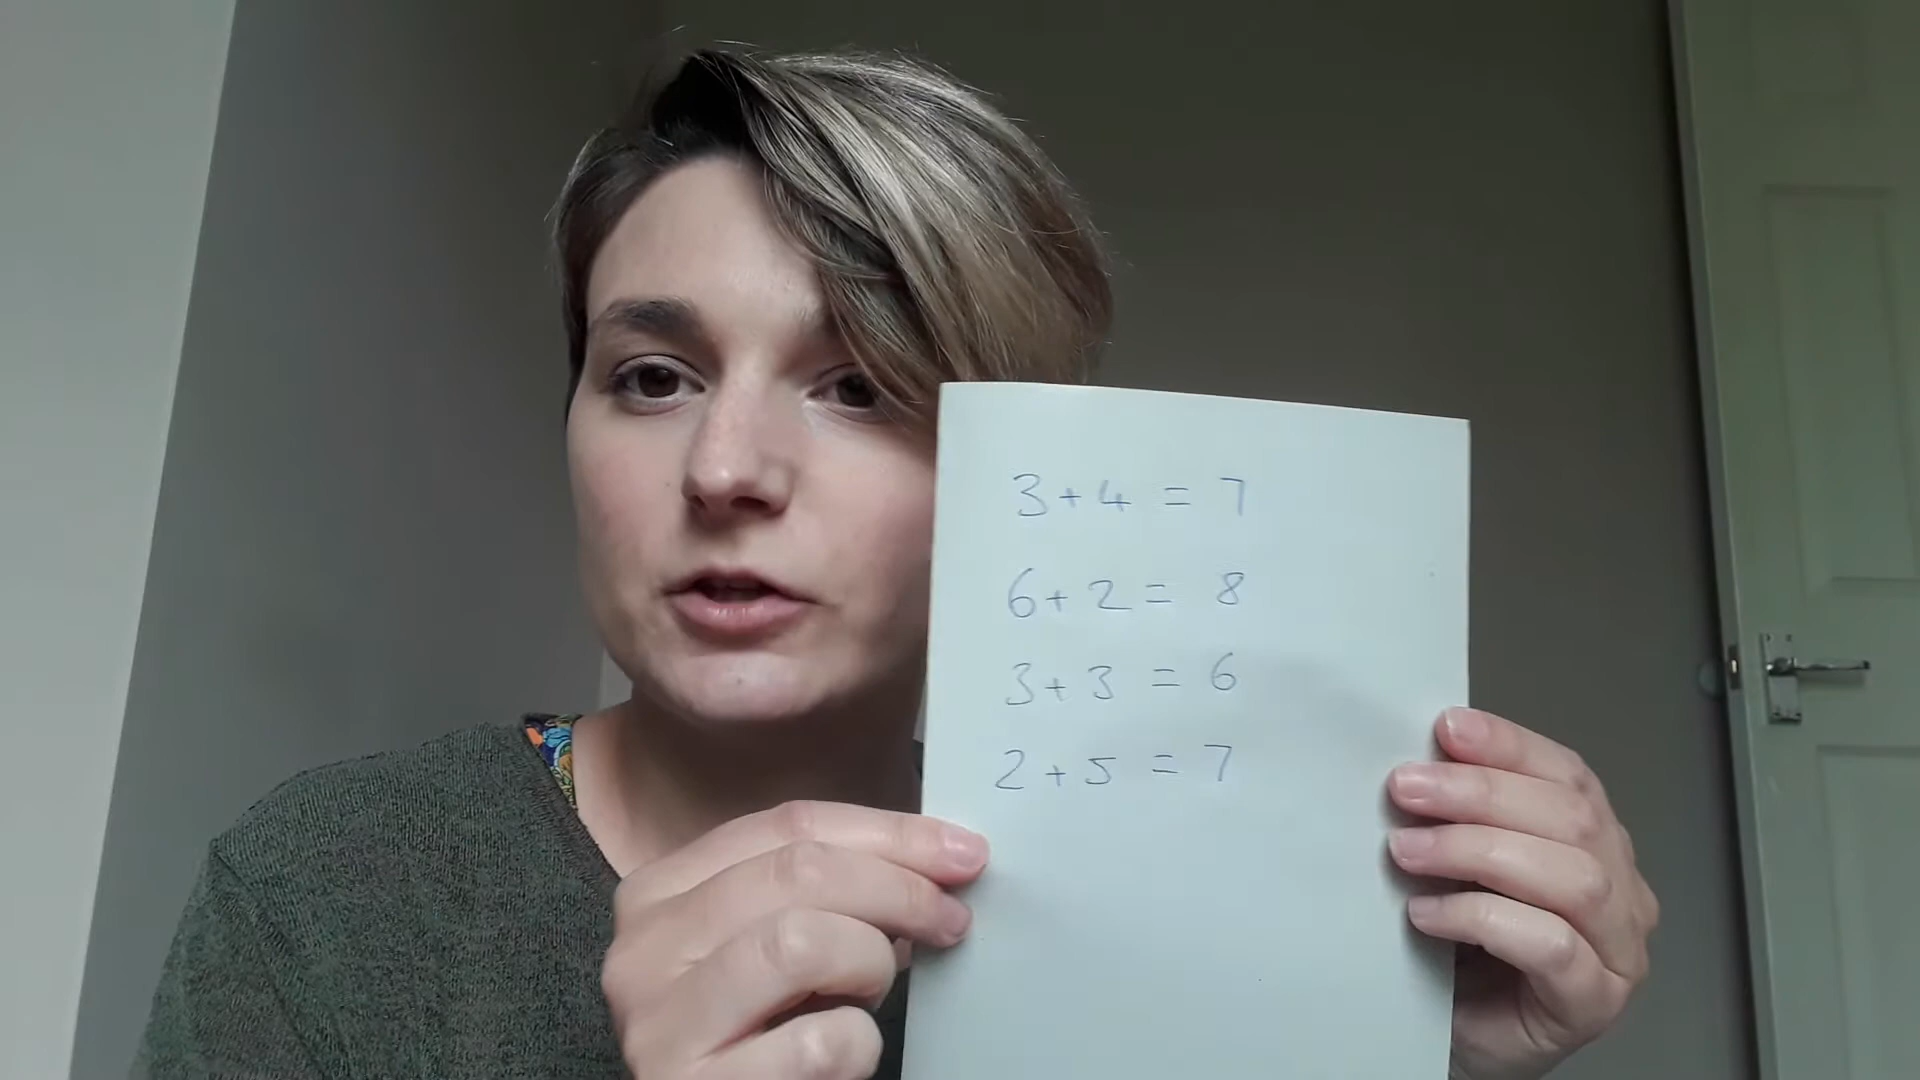 3+4 = 7
6+2 = 8
3+3 = 6
2+5 = 7